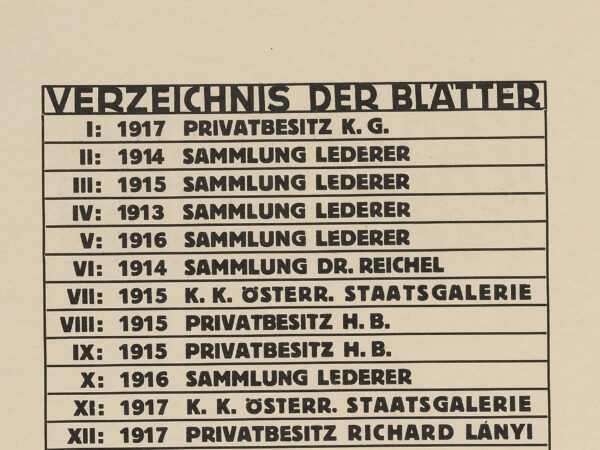 VERZEICHNIS DER BLÄTTER
I: 1917 PRIVATBESITZ K. G.
II: 1914 SAMMLUNG LEDERER
III: 1915 SAMMLUNG LEDERER
IV: 1913 SAMMLUNG LEDERER
V: 1916 SAMMLUNG LEDERER
VI: 1914 SAMMLUNG DR. REICHEL
VII: 1915 K. K. ÖSTERR. STAATSGALERIE
VIII: 1915 PRIVATBESITZ H. B.
IX: 1915 PRIVATBESITZ H. B.
X: 1916 SAMMLUNG LEDERER
XI: 1917 K. K. ÖSTERR. STAATSGALERIE
XII: 1917 PRIVATBESITZ RICHARD LÁNYI